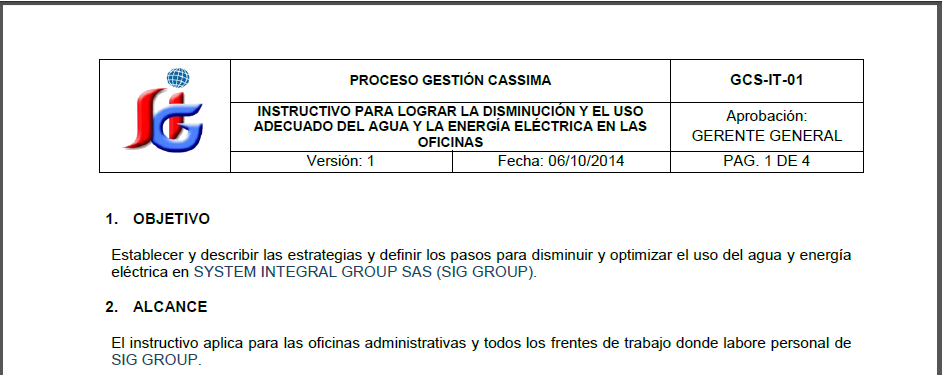 SiG
PROCESO GESTIÓN CASSIMA
GCS-IT-01
INSTRUCTIVO PARA LOGRAR LA DISMINUCIÓN Y EL USO
ADECUADO DEL AGUA Y LA ENERGÍA ELÉCTRICA EN LAS
OFICINAS
Aprobación:
GERENTE GENERAL
Versión: 1
Fecha: 06/10/2014
PAG. 1 DE 4
1. OBJETIVO
Establecer y describir las estrategias y definir los pasos para disminuir y optimizar el uso del agua y energía
eléctrica en SYSTEM INTEGRAL GROUP SAS (SIG GROUP).
2. ALCANCE
El instructivo aplica para las oficinas administrativas y todos los frentes de trabajo donde labore personal de
SIG GROUP.